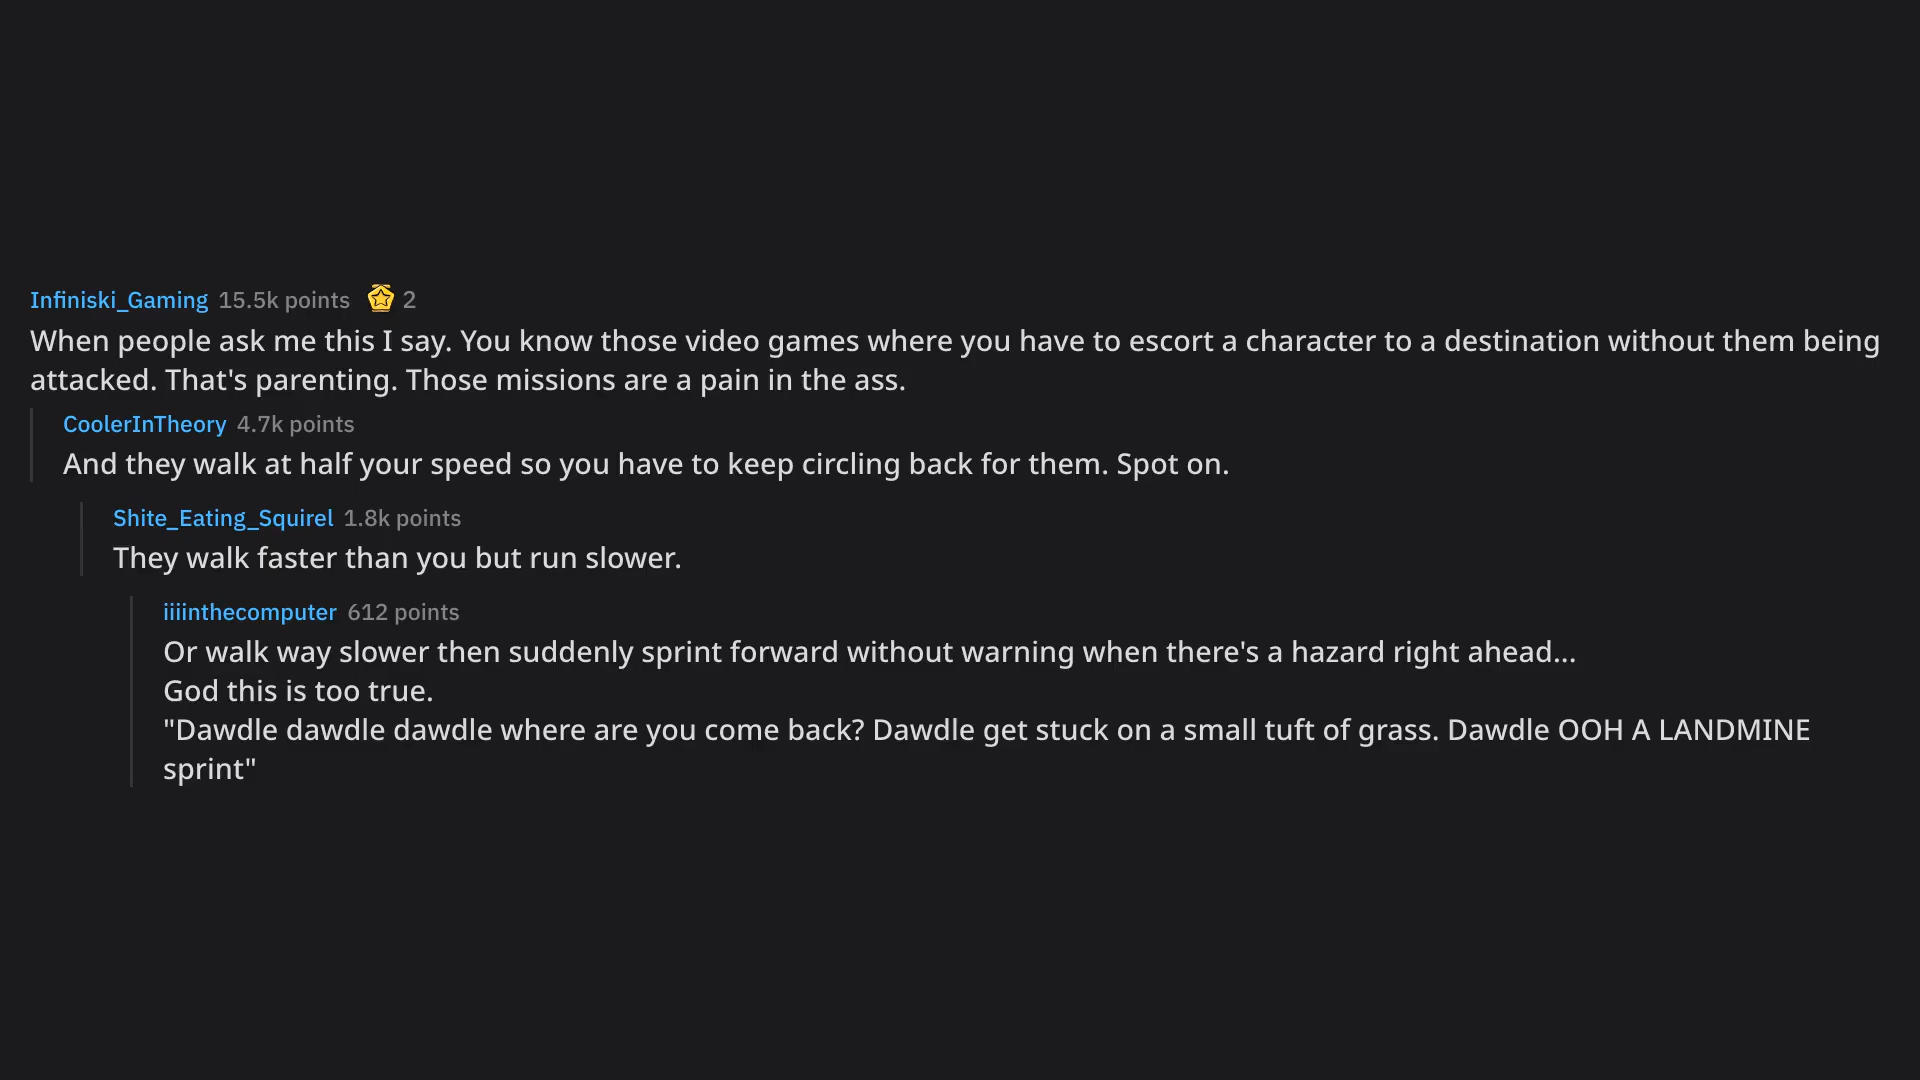 Infiniski_Gaming 15.5k points 2
When people ask me this I say. You know those video games where you have to escort a character to a destination without them being
attacked. That's parenting. Those missions are a pain in the ass.
CoolerInTheory 4.7k points
And they walk at half your speed so you have to keep circling back for them. Spot on.
Shite_Eating_Squirel 1.8k points
They walk faster than you but run slower.
iiiinthecomputer 612 points
Or walk way slower then suddenly sprint forward without warning when there's a hazard right ahead...
God this is too true.
"Dawdle dawdle dawdle where are you come back? Dawdle get stuck on a small tuft of grass. Dawdle OOH A LANDMINE
sprint"